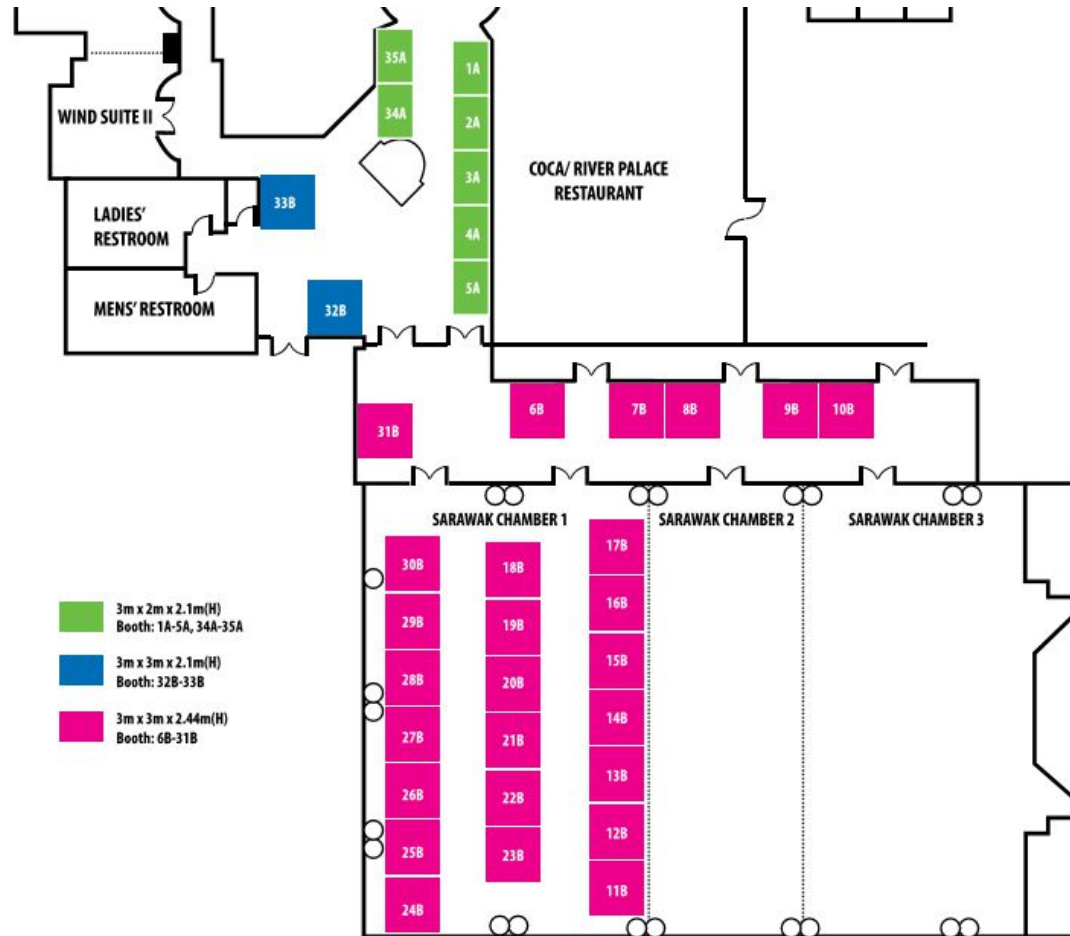 35A
1A
34A
2A
WIND SUITE II
COCA/ RIVER PALACE
RESTAURANT
3A
33B
LADIES'
RESTROOM
4A
5A
MENS' RESTROOM
32B
6B
7B
8B
9B
10B
31B
SARAWAK CHAMBER 1
SARAWAK CHAMBER 2
SARAWAK CHAMBER 3
30B
18B
17B
29B
19B
16B
28B
20B
15B
27B
21B
14B
26B
22B
13B
25B
23B
12B
24B
11B
3m x 2m x 2.1m(H)
Booth: 1A-5A, 34A-35A
3m x 3m x 2.1m(H)
Booth: 32B-33B
3m x 3m x 2.44m(H)
Booth: 6B-31B